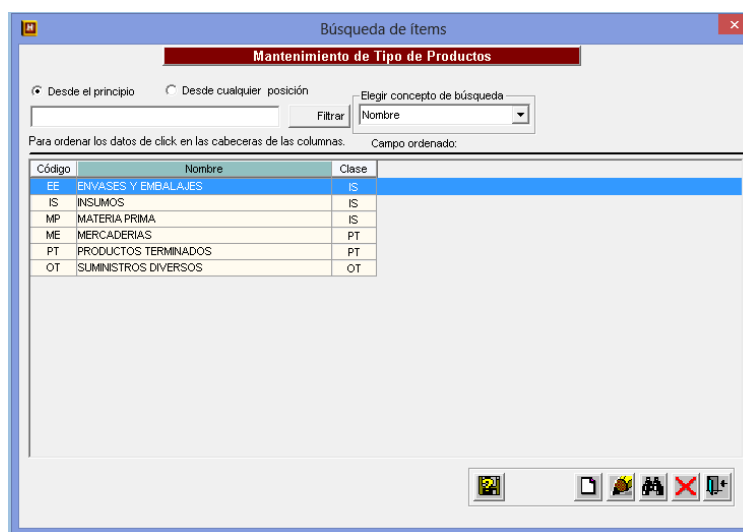 Búsqueda de ítems
Mantenimiento de Tipo de Productos
Desde el principio Desde cualquier posición
Elegir concepto de búsqueda
Filtrar Nombre
Para ordenar los datos de click en las cabeceras de las columnas. Campo ordenado:
Código Nombre Clase
EE ENVASES Y EMBALAJES IS
IS INSUMOS IS
MP MATERIA PRIMA IS
ME MERCADERIAS PT
PT PRODUCTOS TERMINADOS PT
OT SUMINISTROS DIVERSOS OT